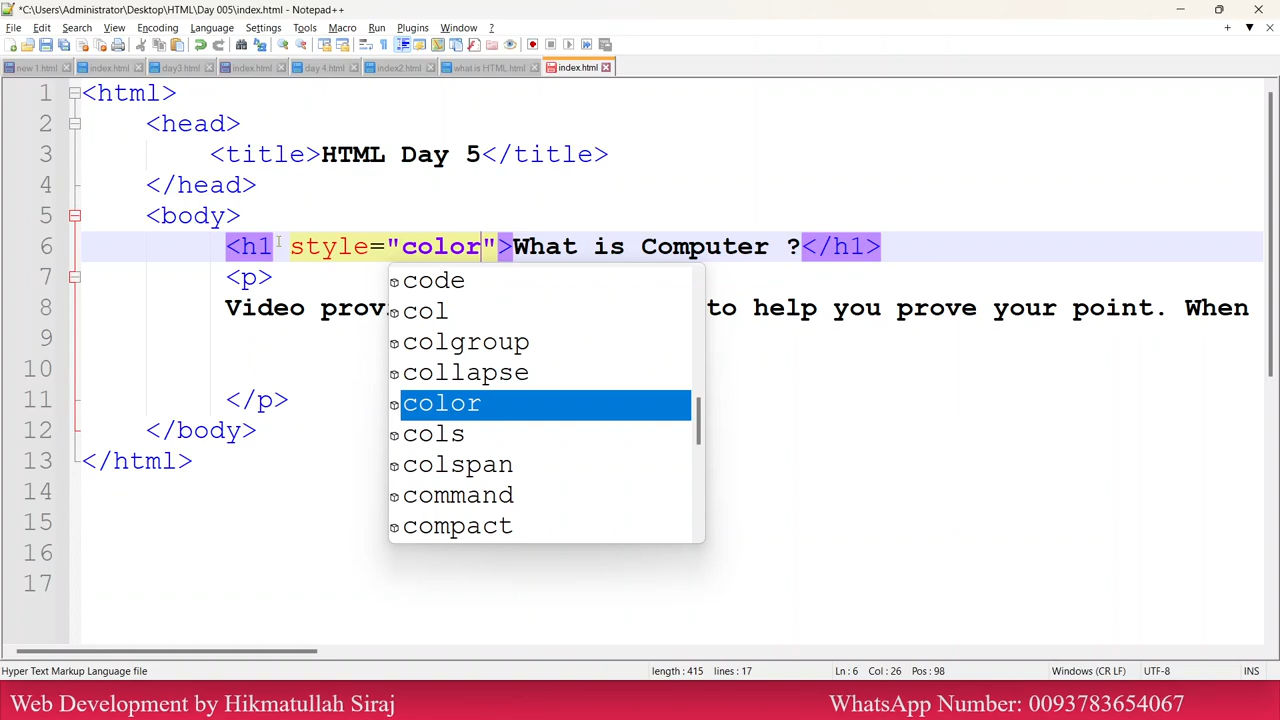 *C:\Users\Administrator\Desktop\HTML\Day 005\index.html - Notepad++
File Edit Search View Encoding Language Settings Tools Macro Run Plugins Window ?
new 1.html index.html day3.html index.html day 4.html index2.html what is HTML.html index.html
1 <html>
2 <head>
3 <title>HTML Day 5</title>
4 </head>
5 <body>
6 <h1 style="color">What is Computer ?</h1>
7 <p>
8 Video prov to help you prove your point. When
9
10
11 </p>
12 </body>
13 </html>
14
15
16
17
code
col
colgroup
collapse
color
cols
colspan
command
compact
Hyper Text Markup Language file length : 415 lines : 17 Ln : 6 Col : 26 Pos : 98 Windows (CR LF) UTF-8 INS
Web Development by Hikmatullah Siraj WhatsApp Number: 0093783654067